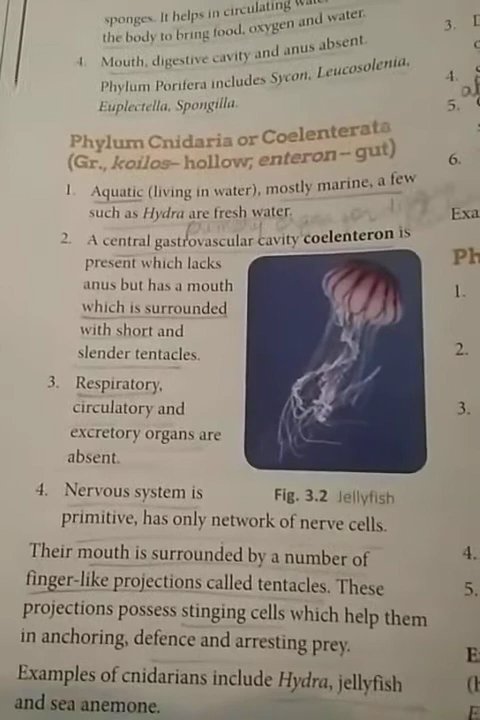 sponges. It helps in circulating water
the body to bring food, oxygen and water.
4. Mouth, digestive cavity and anus absent.
Phylum Porifera includes Sycon, Leucosolenia,
Euplectella, Spongilla.
Phylum Cnidaria or Coelenterata
(Gr., koilos– hollow; enteron – gut)
1. Aquatic (living in water), mostly marine, a few
such as Hydra are fresh water.
2. A central gastrovascular cavity coelenteron is
present which lacks
anus but has a mouth
which is surrounded
with short and
slender tentacles.
3. Respiratory,
circulatory and
excretory organs are
absent.
Fig. 3.2 Jellyfish
4. Nervous system is
primitive, has only network of nerve cells.
Their mouth is surrounded by a number of
finger-like projections called tentacles. These
projections possess stinging cells which help them
in anchoring, defence and arresting prey.
Examples of cnidarians include Hydra, jellyfish
and sea anemone.
3.
4.
5.
6.
Exa
Ph
1.
2.
3.
4.
5.